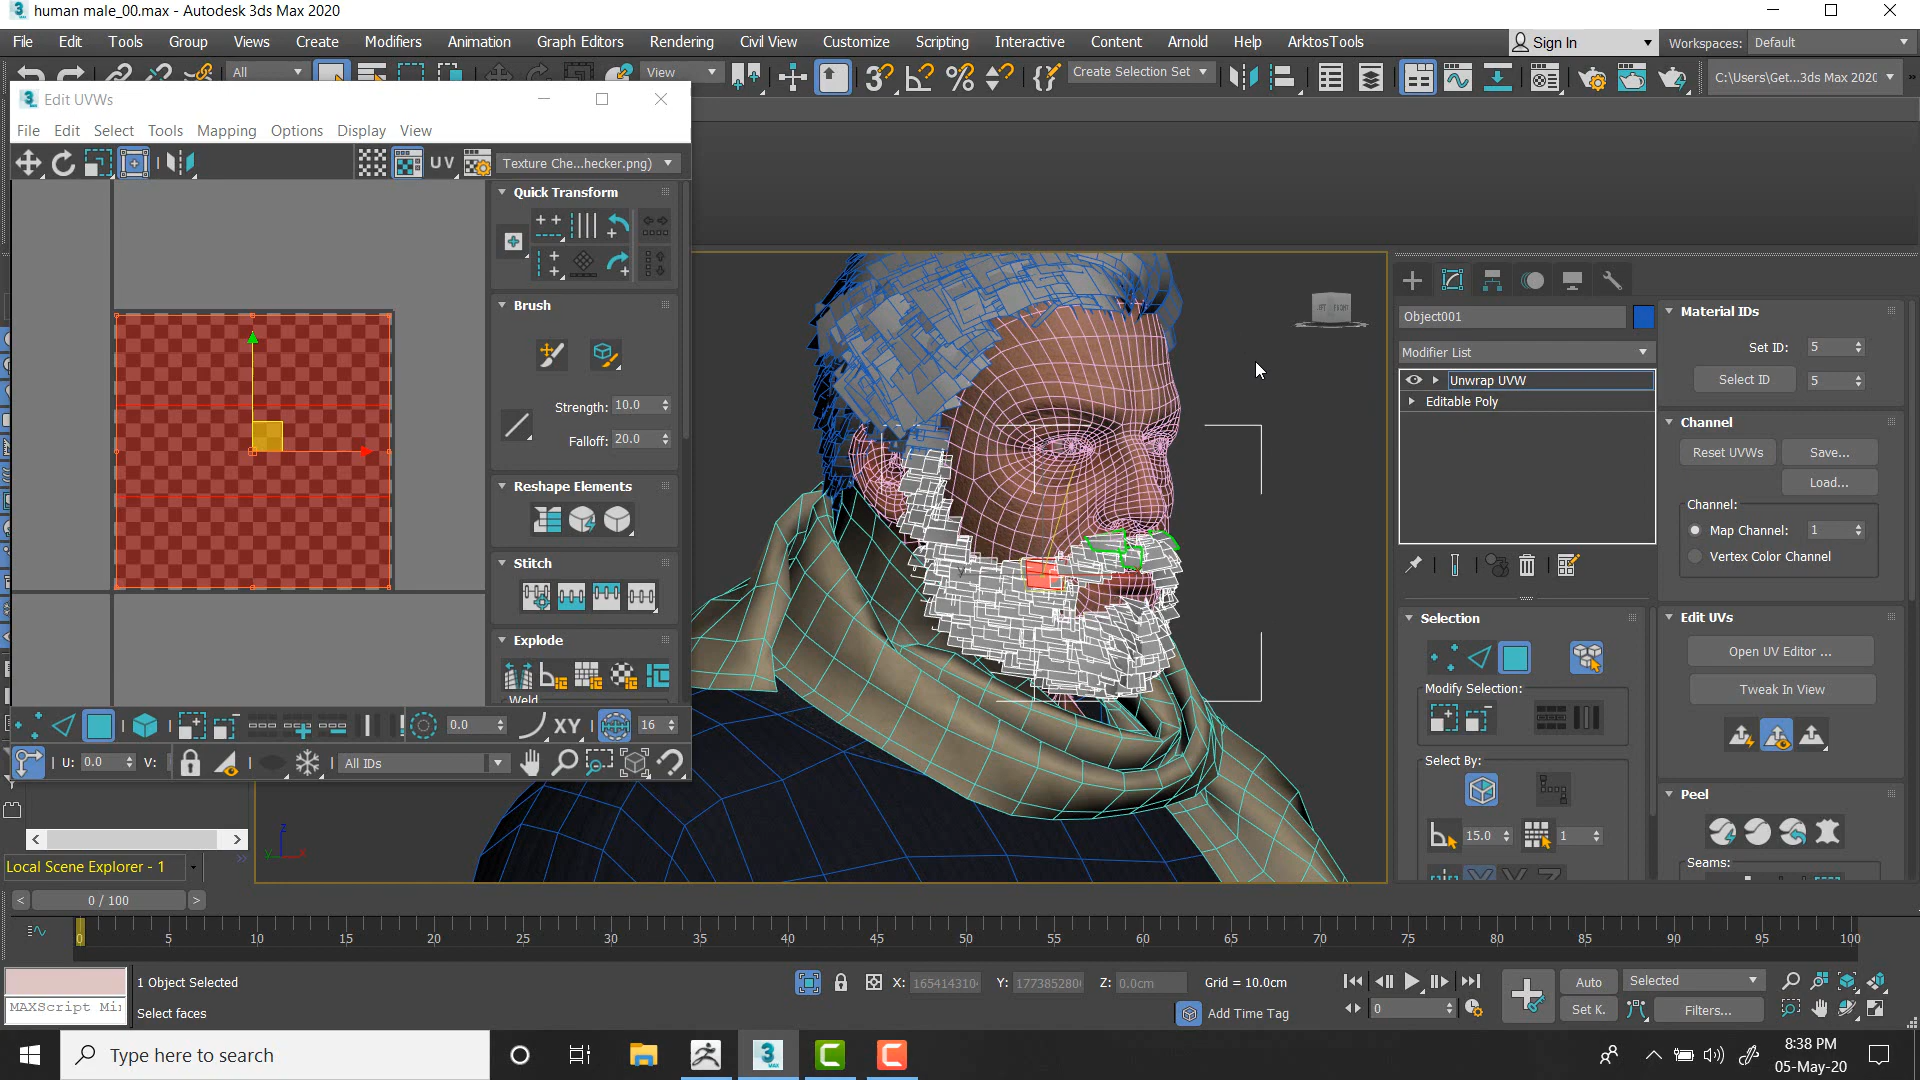 human male_00.max - Autodesk 3ds Max 2020
File Edit Tools Group Views Create Modifiers Animation Graph Editors Rendering Civil View Customize Scripting Interactive Content Arnold Help ArktosTools
Sign In
Workspaces: Default
All
View
Create Selection Set
C:\Users\Get...3ds Max 2020
Edit UVWs
File Edit Select Tools Mapping Options Display View
UV
Texture Che...hecker.png)
Quick Transform
Brush
Strength: 10.0
Falloff: 20.0
Reshape Elements
Stitch
Explode
Weld
0.0
XY
16
U: 0.0 V:
All IDs
Object001
Modifier List
Unwrap UVW
Editable Poly
Selection
Modify Selection:
Select By:
15.0
1
Material IDs
Set ID: 5
Select ID 5
Channel
Reset UVWs Save...
Load...
Channel:
Map Channel: 1
Vertex Color Channel
Edit UVs
Open UV Editor ...
Tweak In View
Peel
Seams:
Local Scene Explorer - 1
0 / 100
0 5 10 15 20 25 30 35 40 45 50 55 60 65 70 75 80 85 90 95 100
1 Object Selected
X: 165414310 Y: 177385280 Z: 0.0cm Grid = 10.0cm
MAXScript Mi
Select faces
Add Time Tag
0
Auto Selected
Set K. Filters...
Type here to search
8:38 PM
05-May-20